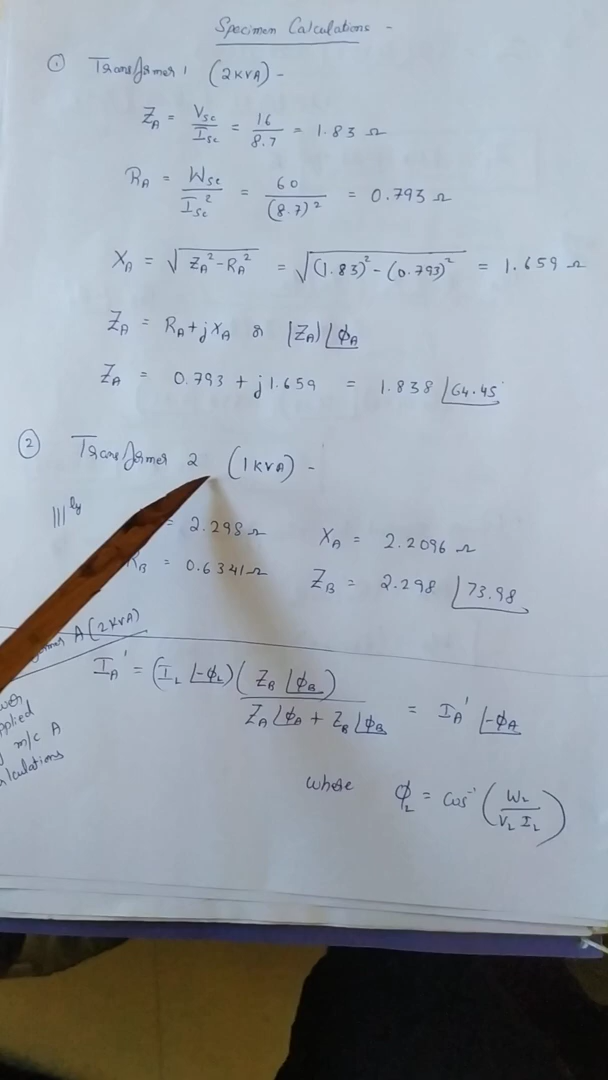 Specimen Calculations -
① Transformer 1 (2KVA) -
Z_A = V_SC / I_SC = 16 / 8.7 = 1.83 Ω
R_A = W_SC / I_SC² = 60 / (8.7)² = 0.793 Ω
X_A = √(Z_A² - R_A²) = √((1.83)² - (0.793)²) = 1.659 Ω
Z_A = R_A + jX_A or |Z_A| ∠φ_A
Z_A = 0.793 + j1.659 = 1.838 ∠64.45
② Transformer 2 (1KVA) -
|||ly = 2.298 Ω X_A = 2.2096 Ω
R_B = 0.6341 Ω Z_B = 2.298 ∠73.98
A (2KVA)
I_A' = (I_L ∠-φ_L) (Z_B ∠φ_B) / (Z_A ∠φ_A + Z_B ∠φ_B) = I_A' ∠-φ_A
m/c A
where φ_L = Cos⁻¹ (W_L / V_L I_L)